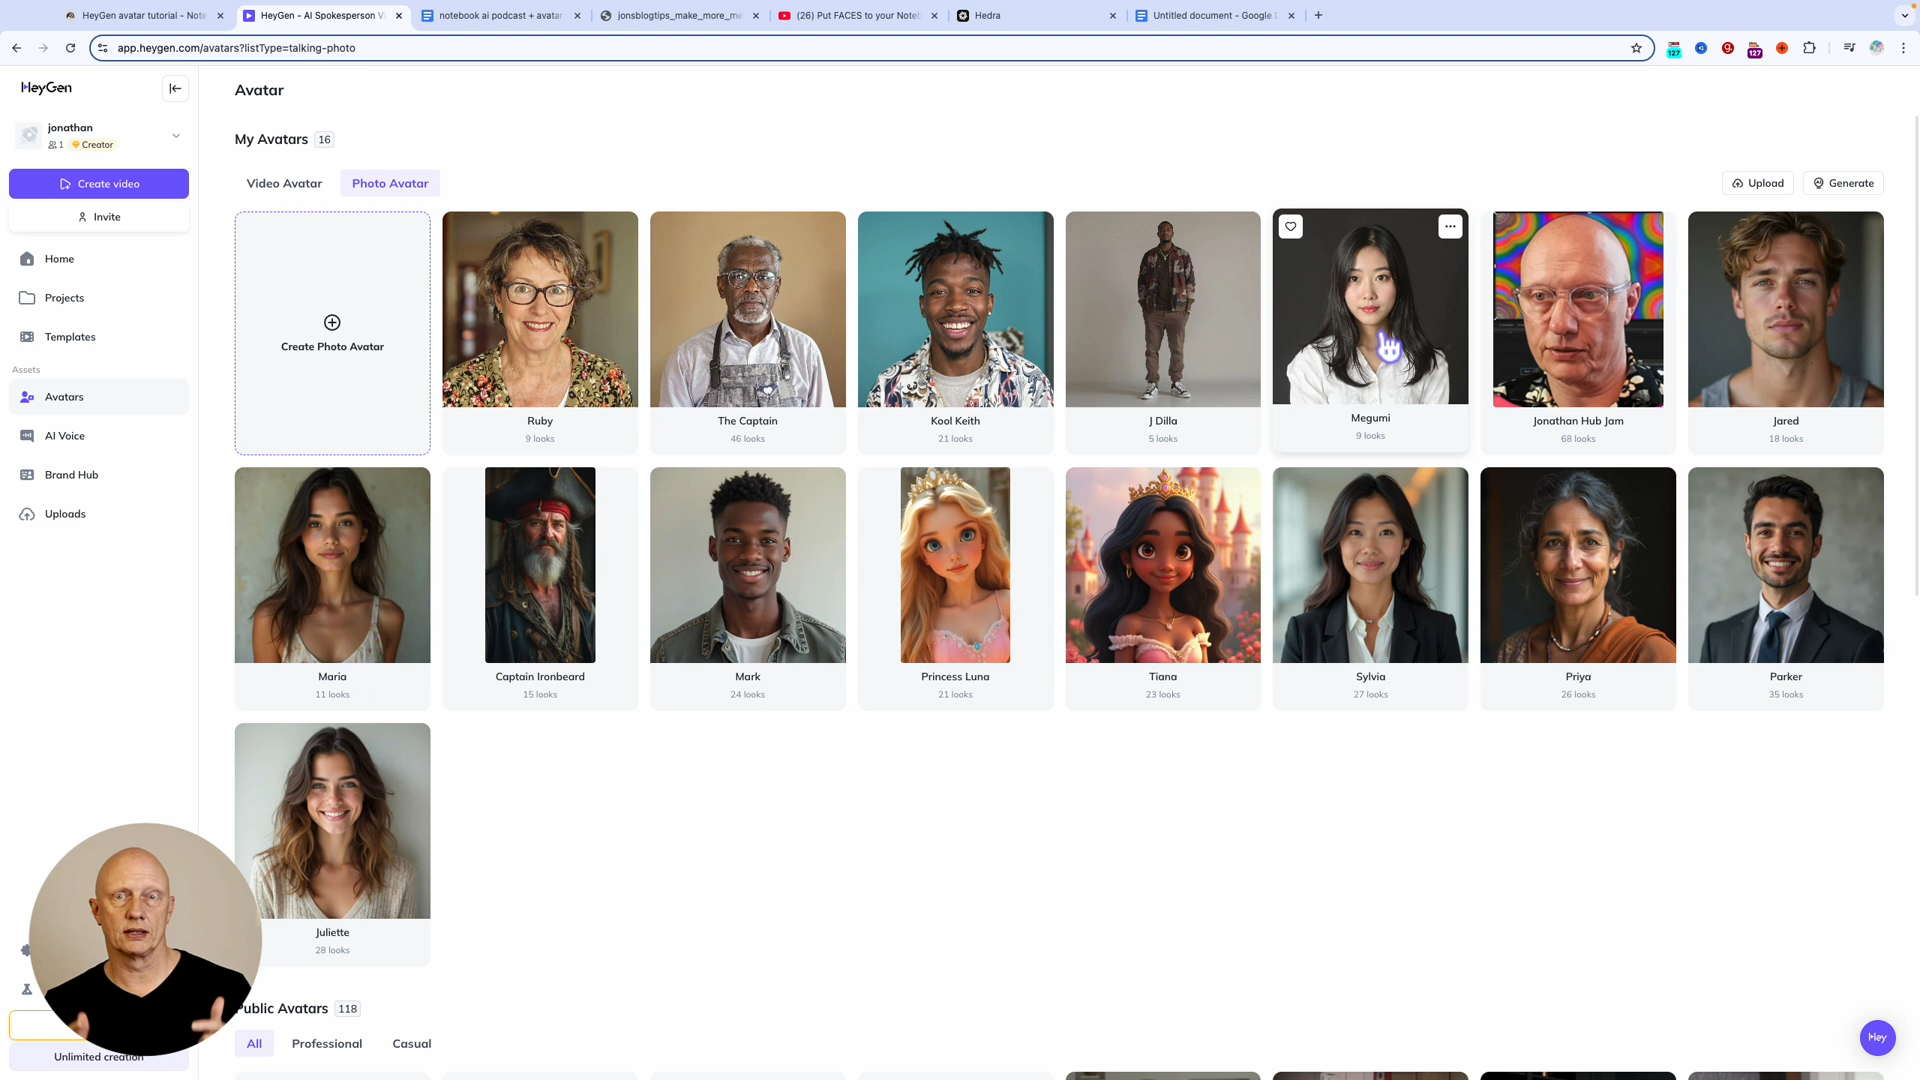 HeyGen avatar tutorial - Note
HeyGen - AI Spokesperson V
notebook ai podcast + avatar
jonsblogtips_make_more_me
(26) Put FACES to your Noteb
Hedra
Untitled document - Google D
app.heygen.com/avatars?listType=talking-photo
127
127
HeyGen
jonathan
1 Creator
Create video
Invite
Home
Projects
Templates
Assets
Avatars
AI Voice
Brand Hub
Uploads
Unlimited creation
Avatar
My Avatars 16
Video Avatar
Photo Avatar
Upload
Generate
Create Photo Avatar
Ruby
9 looks
The Captain
46 looks
Kool Keith
21 looks
J Dilla
5 looks
Megumi
9 looks
Jonathan Hub Jam
68 looks
Jared
18 looks
Maria
11 looks
Captain Ironbeard
15 looks
Mark
24 looks
Princess Luna
21 looks
Tiana
23 looks
Sylvia
27 looks
Priya
26 looks
Parker
35 looks
Juliette
28 looks
Public Avatars 118
All
Professional
Casual
Hey